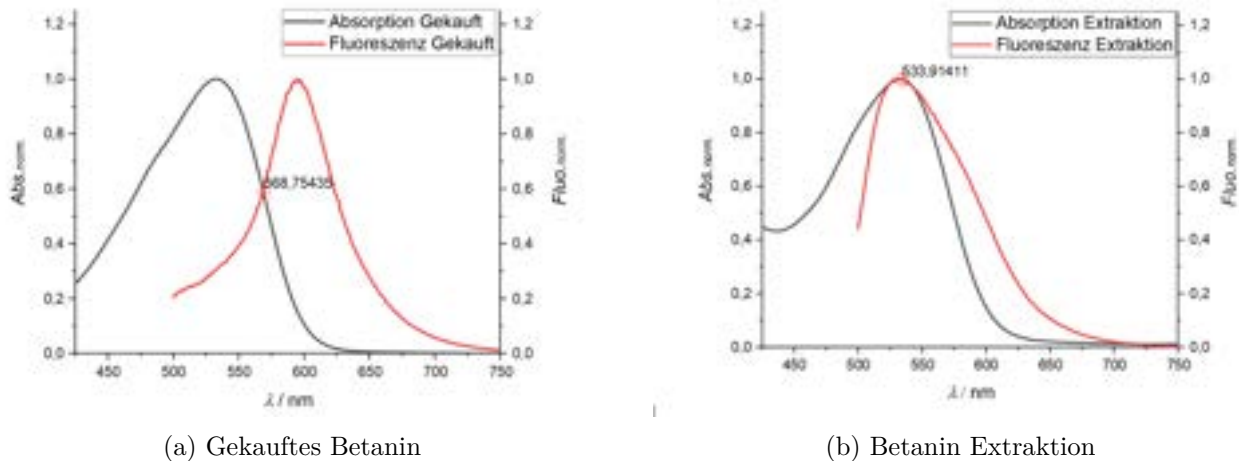 Absorption Gekauft
Fluoreszenz Gekauft
1,2
1,0
0,8
0,6
0,4
0,2
0,0
Abs.norm.
568,75435
1,2
1,0
0,8
0,6
0,4
0,2
0,0
Fluo.norm.
450 500 550 600 650 700 750
λ / nm
(a) Gekauftes Betanin
Absorption Extraktion
Fluoreszenz Extraktion
1,2
1,0
0,8
0,6
0,4
0,2
0,0
Abs.norm.
533,91411
1,2
1,0
0,8
0,6
0,4
0,2
0,0
Fluo.norm.
450 500 550 600 650 700 750
λ / nm
(b) Betanin Extraktion